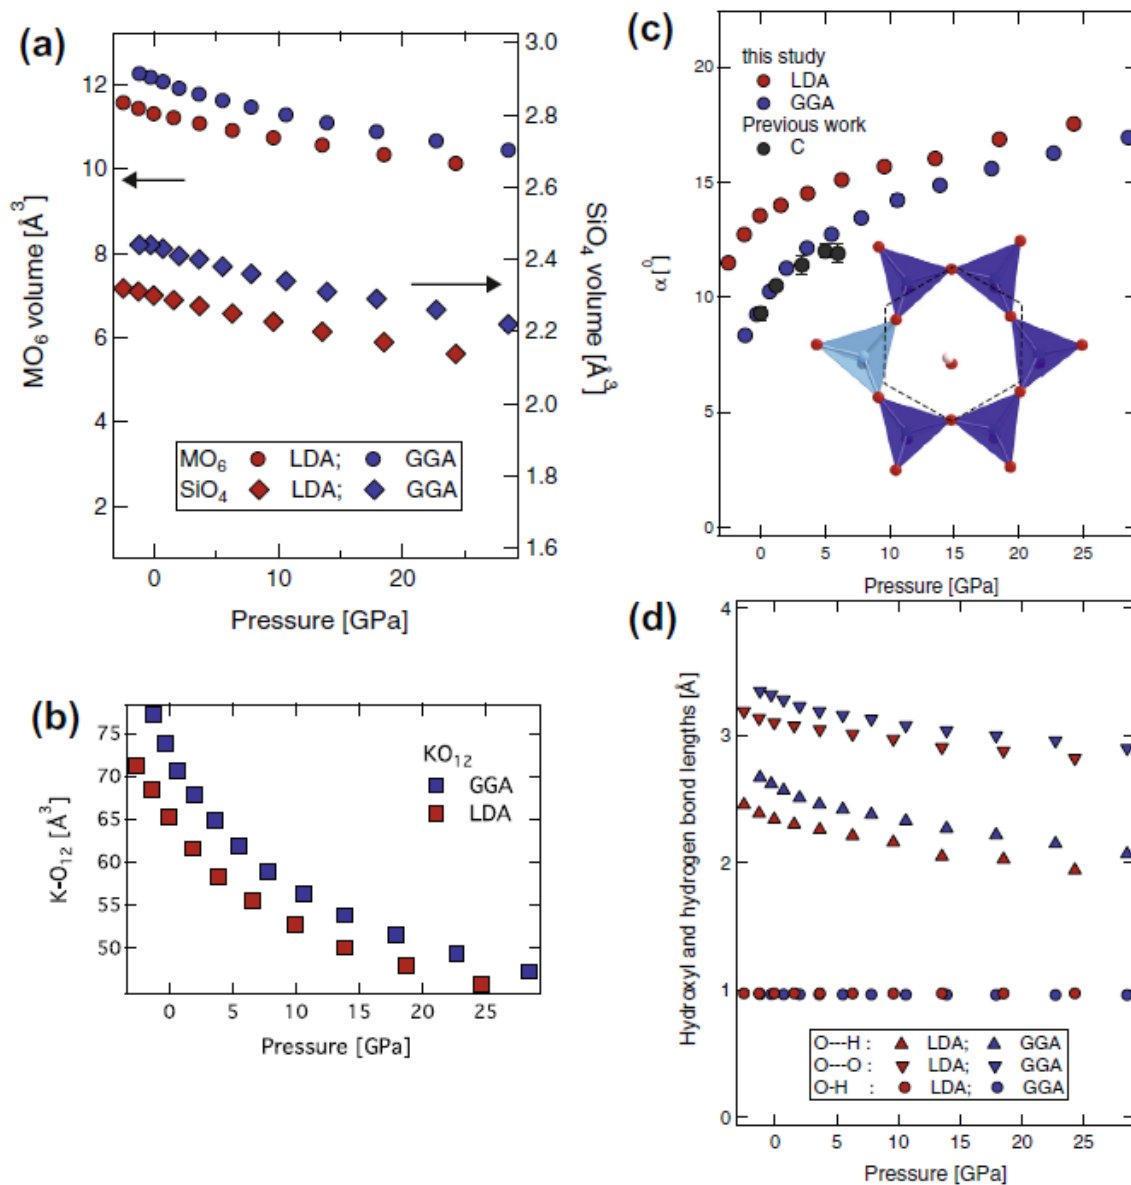 (a)
3.0
2.8
2.6
2.4
2.2
2.0
1.8
1.6
12
10
8
6
4
2
MO6 volume [Å3]
SiO4 volume [Å3]
MO6 LDA; GGA
SiO4 LDA; GGA
0 10 20
Pressure [GPa]
(b)
75
70
65
60
55
50
K-O12 [Å3]
KO12
GGA
LDA
0 5 10 15 20 25
Pressure [GPa]
(c)
20
15
10
5
0
α [°]
this study
LDA
GGA
Previous work
C
0 5 10 15 20 25
Pressure [GPa]
(d)
4
3
2
1
0
Hydroxyl and hydrogen bond lengths [Å]
O---H : LDA; GGA
O---O : LDA; GGA
O-H : LDA; GGA
0 5 10 15 20 25
Pressure [GPa]